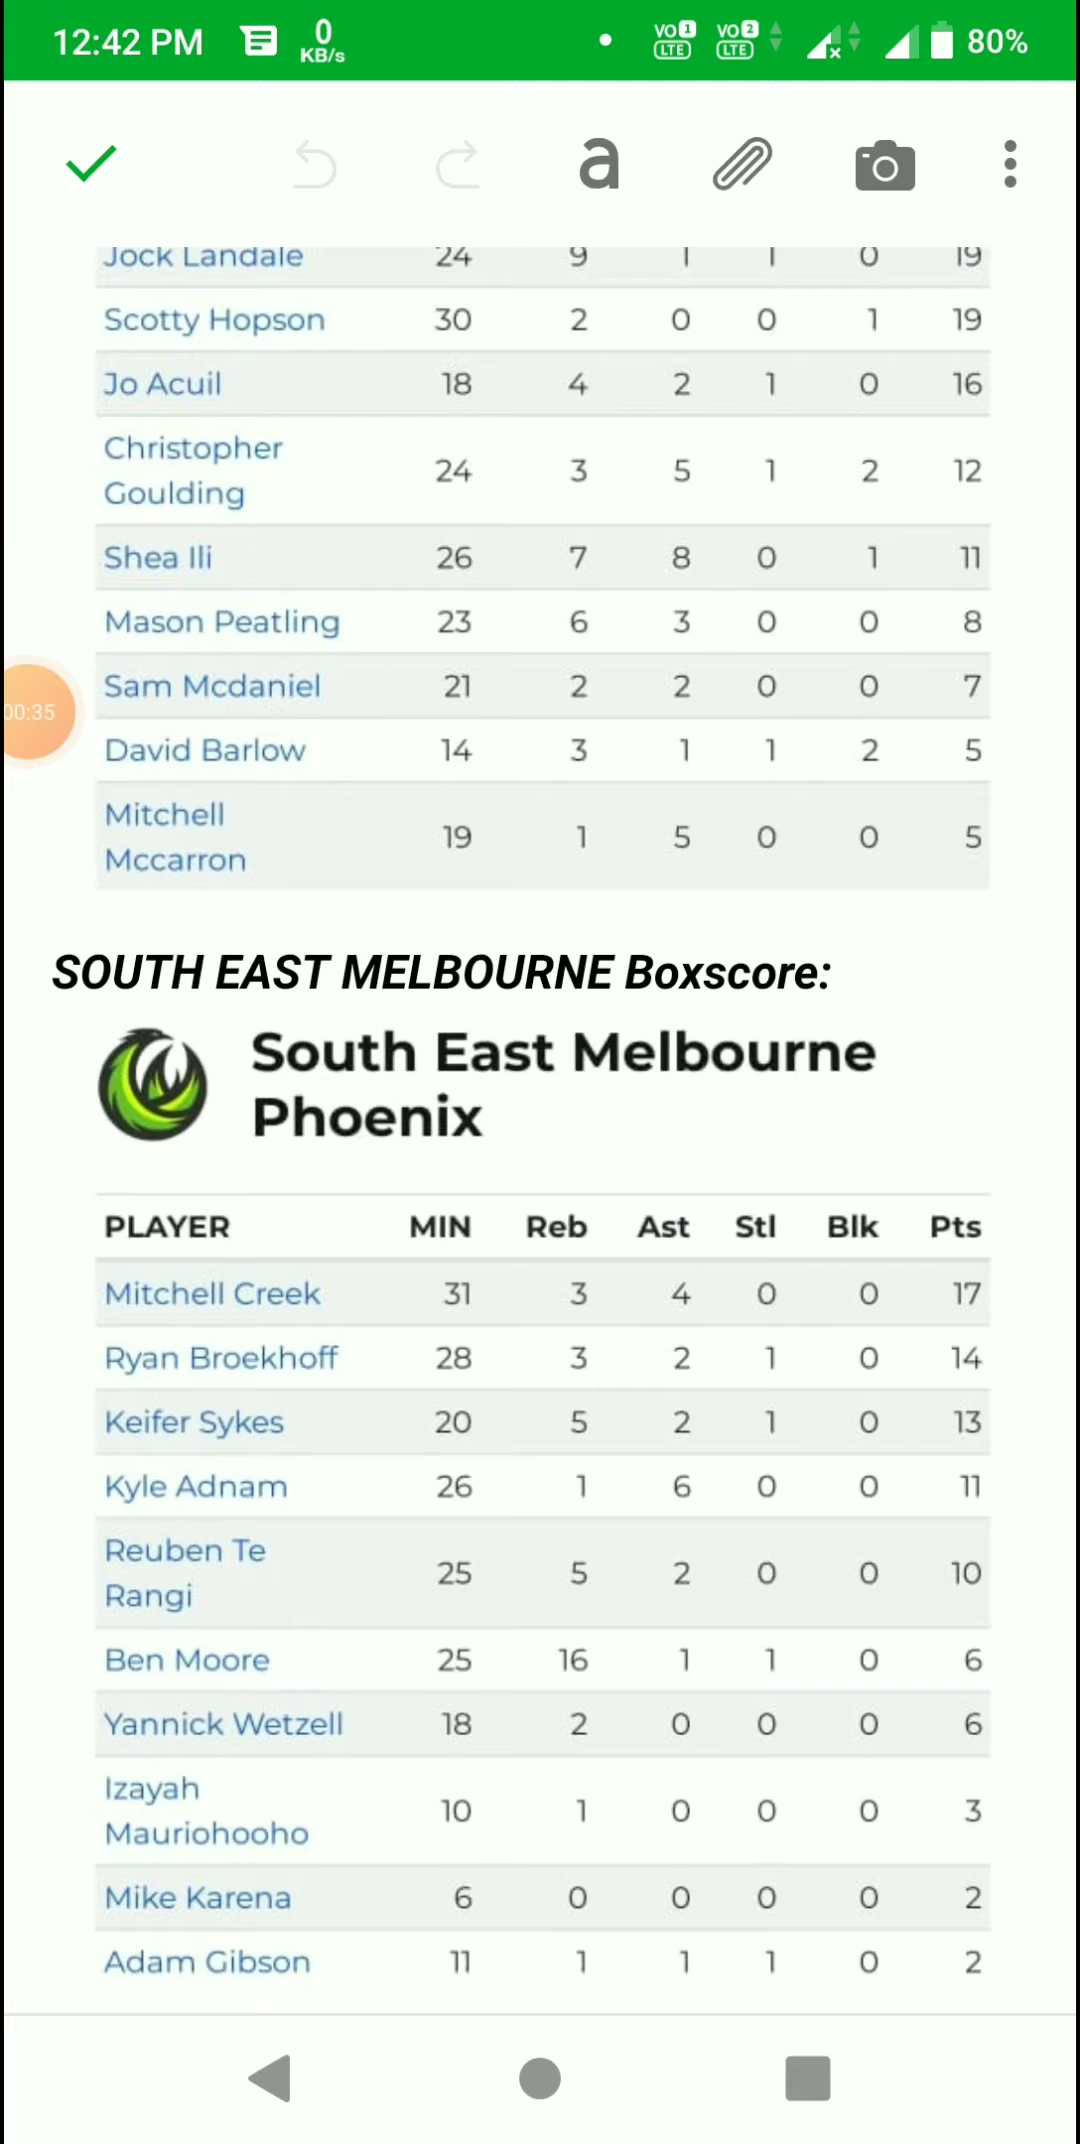 12:42 PM 0 KB/s VO 1 LTE VO 2 LTE 80%
a
Jock Landale 24 9 1 1 0 19
Scotty Hopson 30 2 0 0 1 19
Jo Acuil 18 4 2 1 0 16
Christopher
Goulding 24 3 5 1 2 12
Shea Ili 26 7 8 0 1 11
Mason Peatling 23 6 3 0 0 8
Sam Mcdaniel 21 2 2 0 0 7
00:35
David Barlow 14 3 1 1 2 5
Mitchell
Mccarron 19 1 5 0 0 5
SOUTH EAST MELBOURNE Boxscore:
South East Melbourne
Phoenix
PLAYER MIN Reb Ast Stl Blk Pts
Mitchell Creek 31 3 4 0 0 17
Ryan Broekhoff 28 3 2 1 0 14
Keifer Sykes 20 5 2 1 0 13
Kyle Adnam 26 1 6 0 0 11
Reuben Te
Rangi 25 5 2 0 0 10
Ben Moore 25 16 1 1 0 6
Yannick Wetzell 18 2 0 0 0 6
Izayah
Mauriohooho 10 1 0 0 0 3
Mike Karena 6 0 0 0 0 2
Adam Gibson 11 1 1 1 0 2